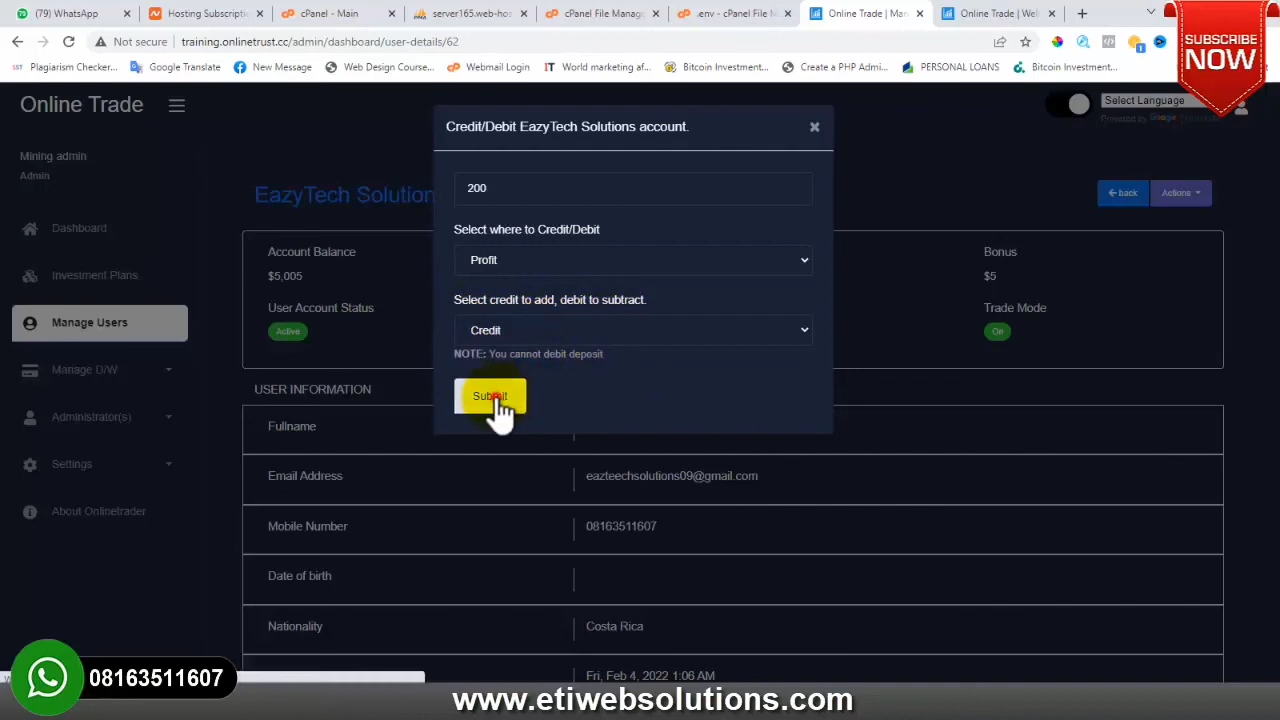 (79) WhatsApp
Hosting Subscriptio
cPanel - Main
server
web-hos
cPanel File Manag
.env - cPanel File M
Online Trade | Ma
Online Trade | Wel
Not secure
training.onlinetrust.cc/admin/dashboard/user-details/62
SUBSCRIBE
NOW
Plagiarism Checker...
Google Translate
New Message
Web Design Course...
Webmail Login
World marketing af...
Bitcoin Investment...
Create a PHP Admi...
PERSONAL LOANS
Bitcoin Investment...
Online Trade
Select Language
Powered by Google
Mining admin
Admin
Credit/Debit EazyTech Solutions account.
×
EazyTech Solution
back
Actions
200
Dashboard
Investment Plans
Manage Users
Manage D/W
Administrator(s)
Settings
About Onlinetrader
Account Balance
$5,005
User Account Status
Active
Select where to Credit/Debit
Profit
Select credit to add, debit to subtract.
Credit
NOTE: You cannot debit deposit
Submit
Bonus
$5
Trade Mode
On
USER INFORMATION
Fullname
Email Address
eazteechsolutions09@gmail.com
Mobile Number
08163511607
Date of birth
Nationality
Costa Rica
Fri, Feb 4, 2022 1:06 AM
08163511607
www.etiwebsolutions.com